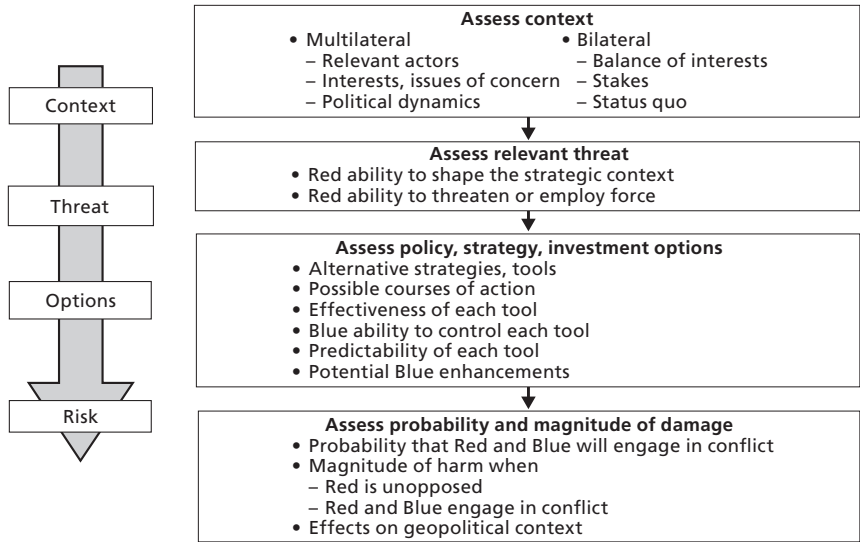 Context
Threat
Options
Risk
Assess context
• Multilateral
– Relevant actors
– Interests, issues of concern
– Political dynamics
• Bilateral
– Balance of interests
– Stakes
– Status quo
Assess relevant threat
• Red ability to shape the strategic context
• Red ability to threaten or employ force
Assess policy, strategy, investment options
• Alternative strategies, tools
• Possible courses of action
• Effectiveness of each tool
• Blue ability to control each tool
• Predictability of each tool
• Potential Blue enhancements
Assess probability and magnitude of damage
• Probability that Red and Blue will engage in conflict
• Magnitude of harm when
– Red is unopposed
– Red and Blue engage in conflict
• Effects on geopolitical context